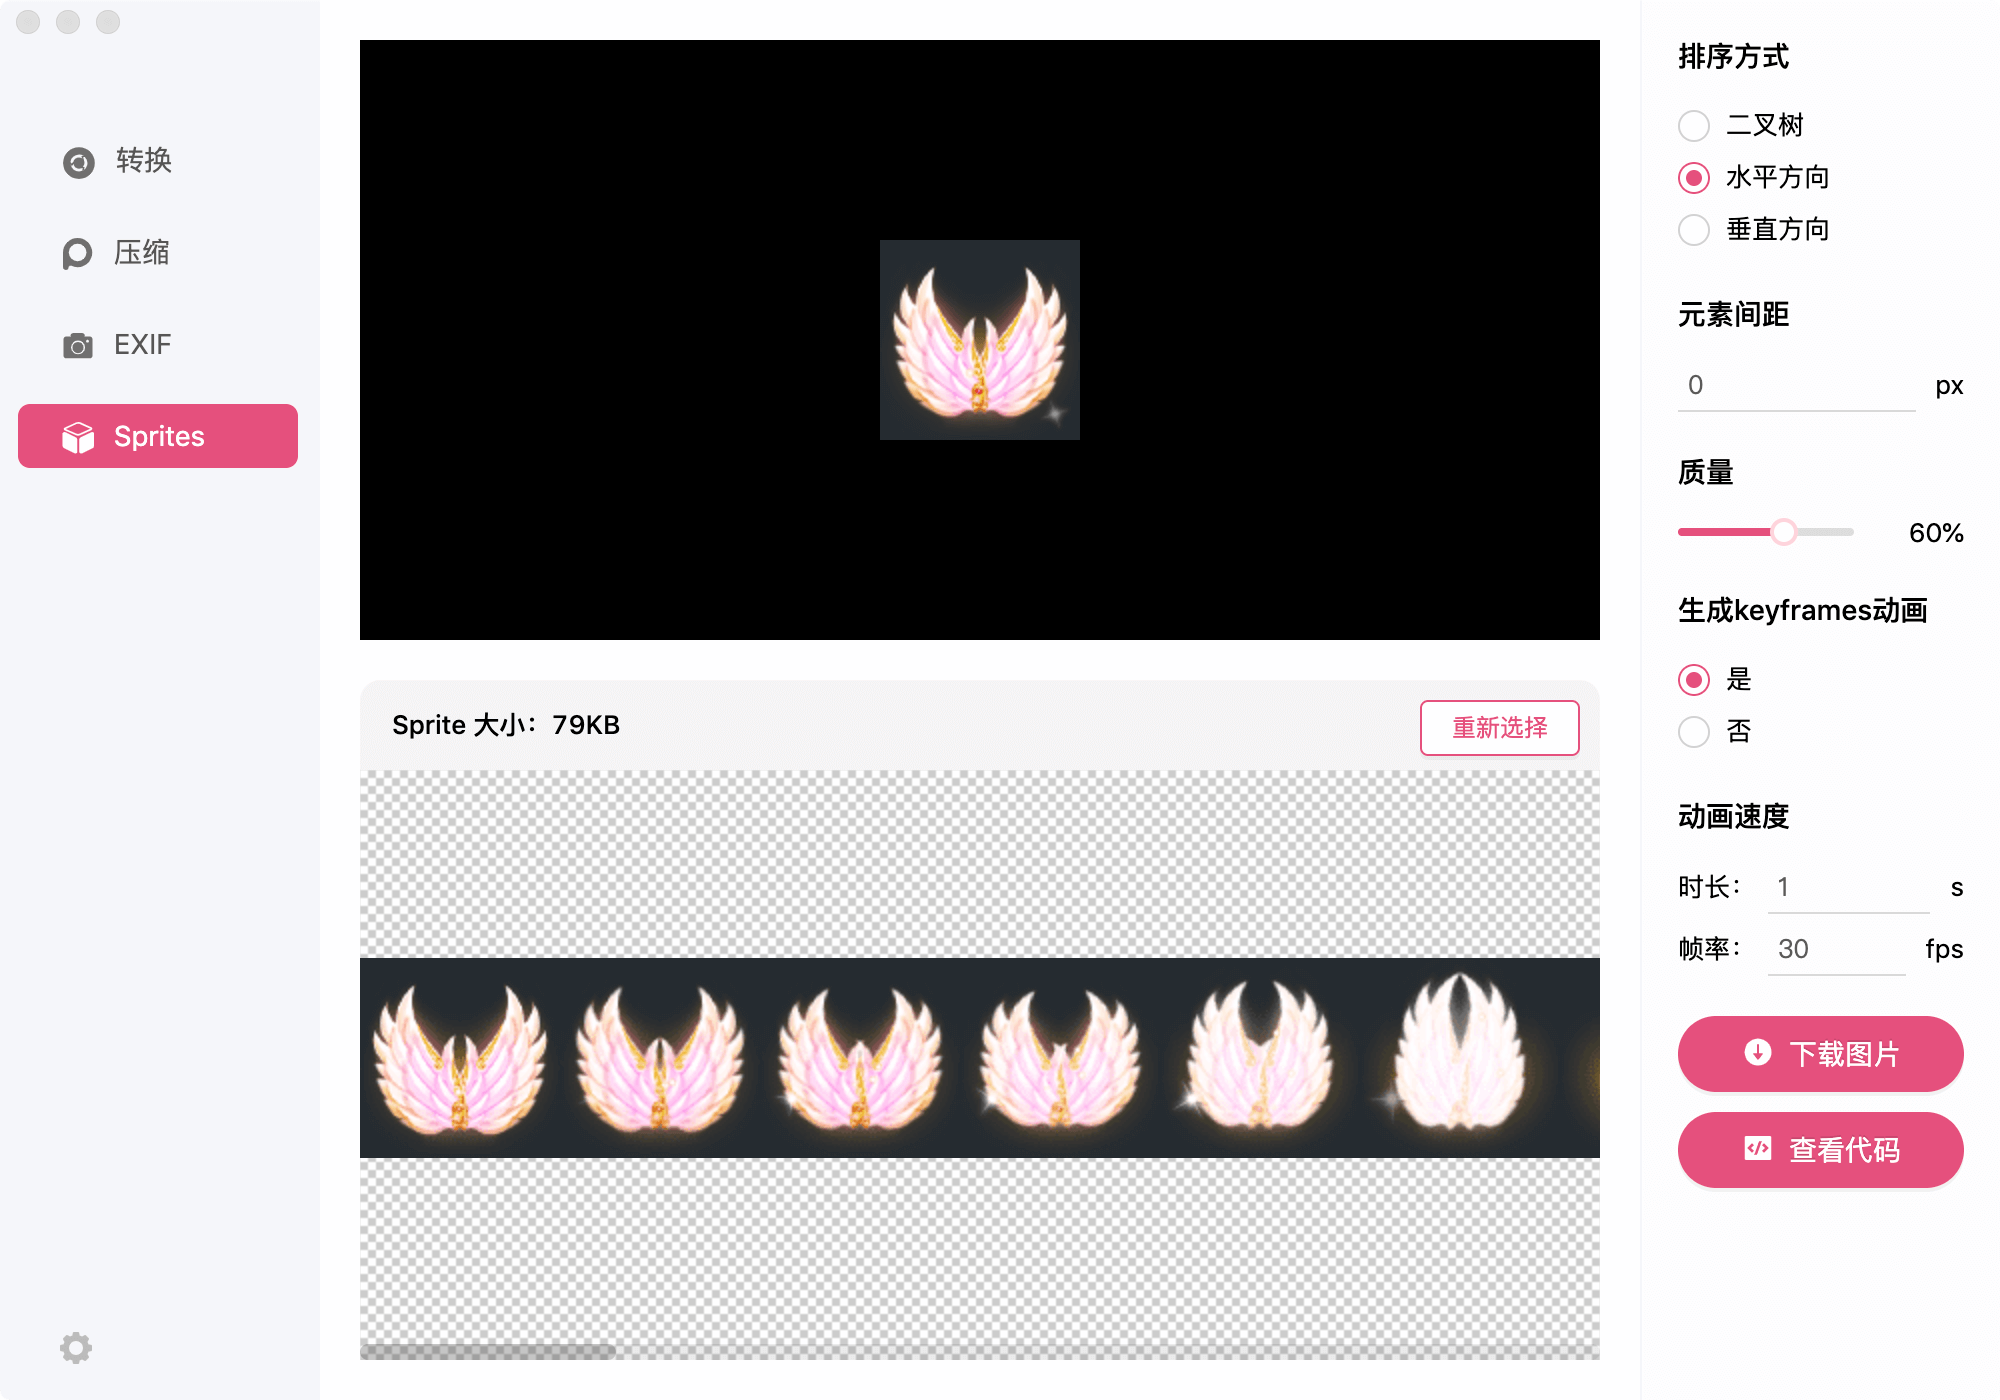 转换
压缩
EXIF
Sprites
Sprite 大小：79KB
重新选择
排序方式
二叉树
水平方向
垂直方向
元素间距
0 px
质量
60%
生成keyframes动画
是
否
动画速度
时长： 1 s
帧率： 30 fps
下载图片
查看代码